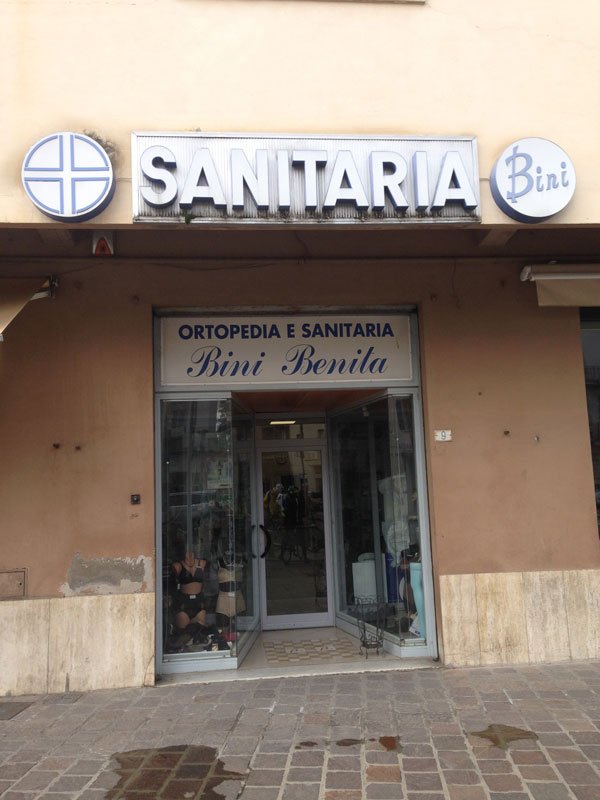 SANITARIA
Bini
ORTOPEDIA E SANITARIA
Bini Benita
9